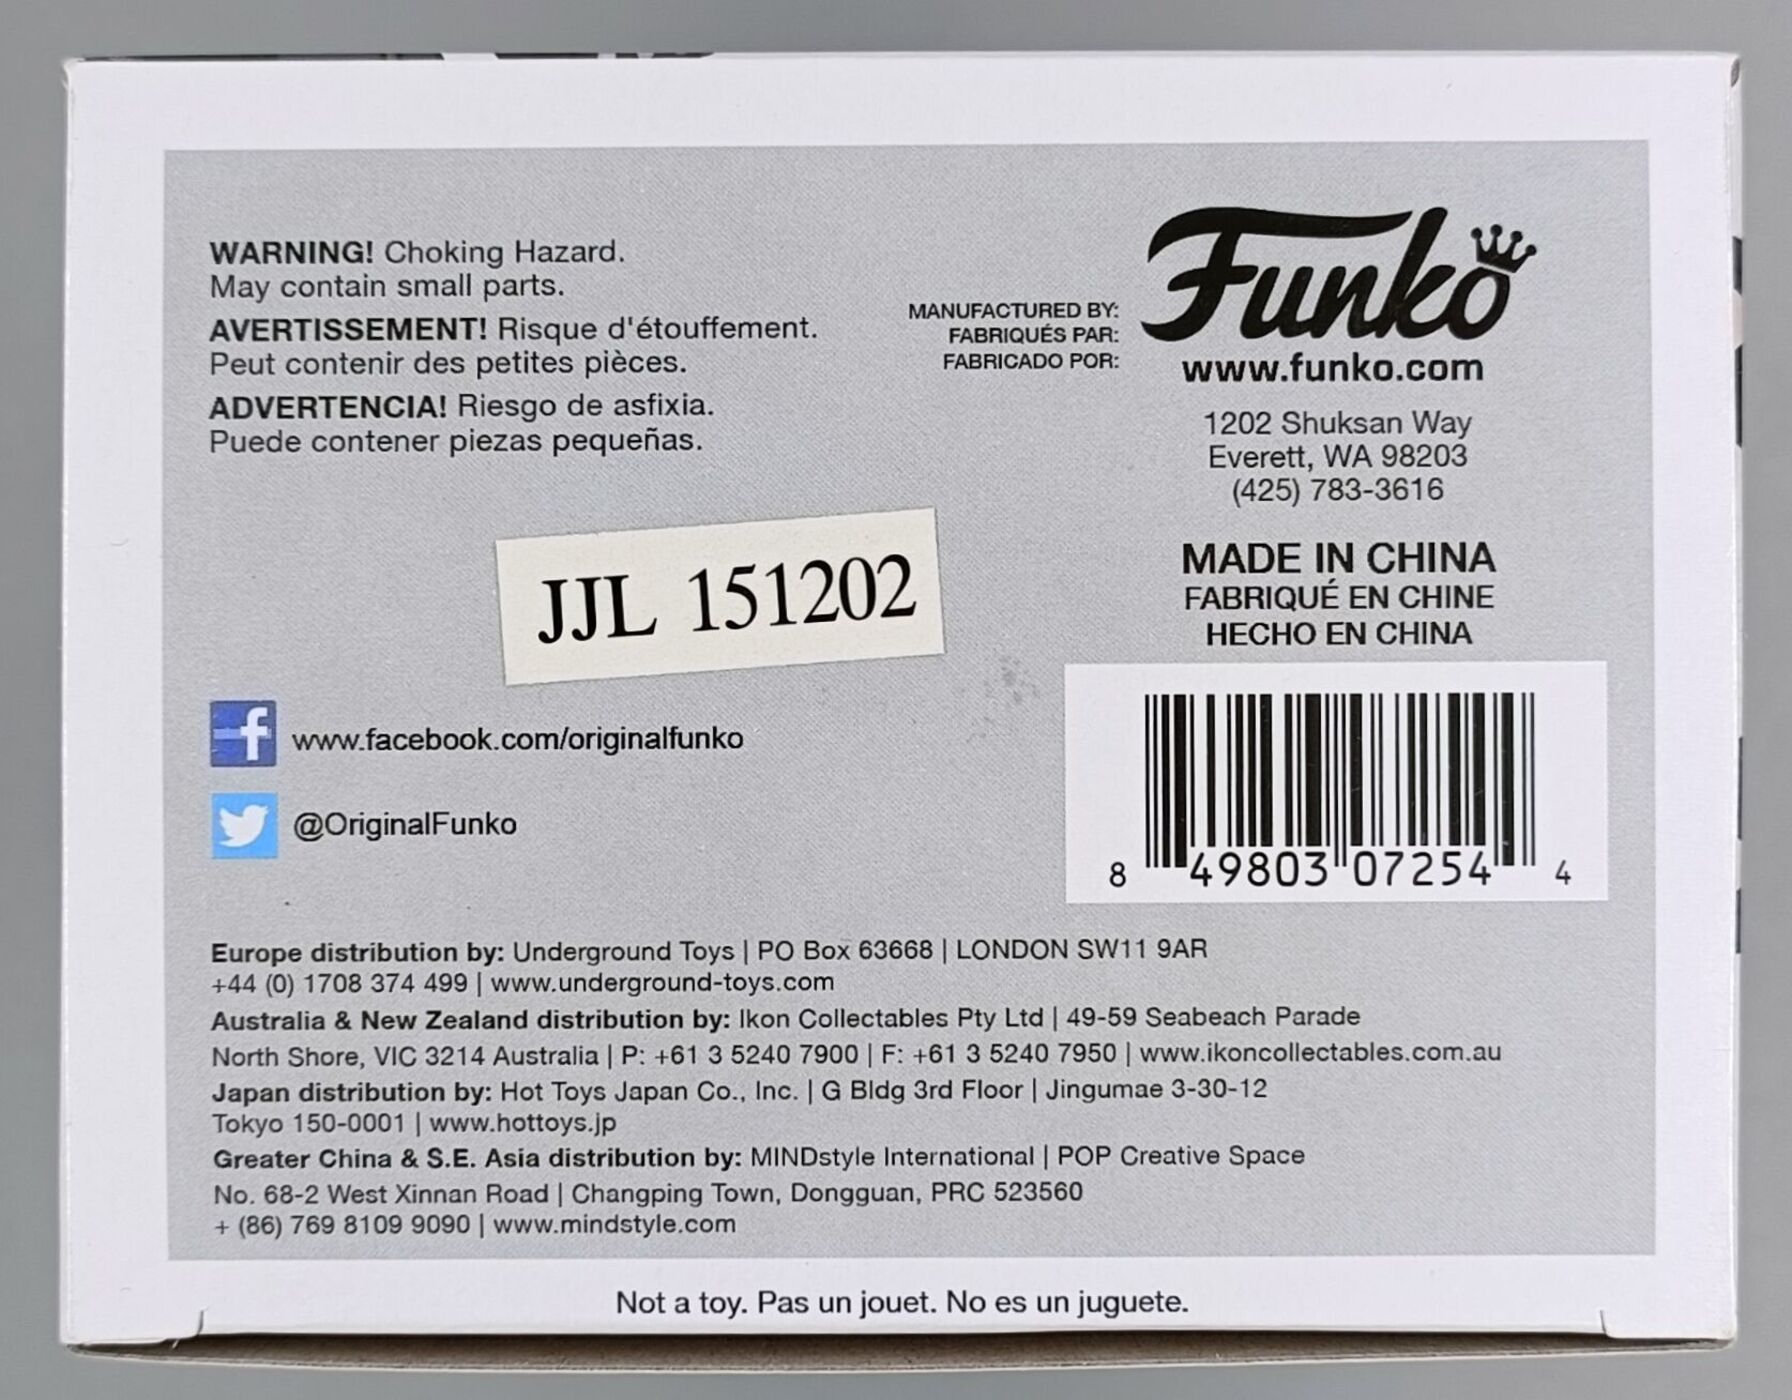 WARNING! Choking Hazard.
May contain small parts.
AVERTISSEMENT! Risque d'étouffement.
Peut contenir des petites pièces.
ADVERTENCIA! Riesgo de asfixia.
Puede contener piezas pequeñas.
MANUFACTURED BY:
FABRIQUÉS PAR:
FABRICADO POR:
Funko
www.funko.com
1202 Shuksan Way
Everett, WA 98203
(425) 783-3616
MADE IN CHINA
FABRIQUÉ EN CHINE
HECHO EN CHINA
JJL 151202
f www.facebook.com/originalfunko
@OriginalFunko
8 49803 07254 4
Europe distribution by: Underground Toys | PO Box 63668 | LONDON SW11 9AR
+44 (0) 1708 374 499 | www.underground-toys.com
Australia & New Zealand distribution by: Ikon Collectables Pty Ltd | 49-59 Seabeach Parade
North Shore, VIC 3214 Australia | P: +61 3 5240 7900 | F: +61 3 5240 7950 | www.ikoncollectables.com.au
Japan distribution by: Hot Toys Japan Co., Inc. | G Bldg 3rd Floor | Jingumae 3-30-12
Tokyo 150-0001 | www.hottoys.jp
Greater China & S.E. Asia distribution by: MINDstyle International | POP Creative Space
No. 68-2 West Xinnan Road | Changping Town, Dongguan, PRC 523560
+ (86) 769 8109 9090 | www.mindstyle.com
Not a toy. Pas un jouet. No es un juguete.